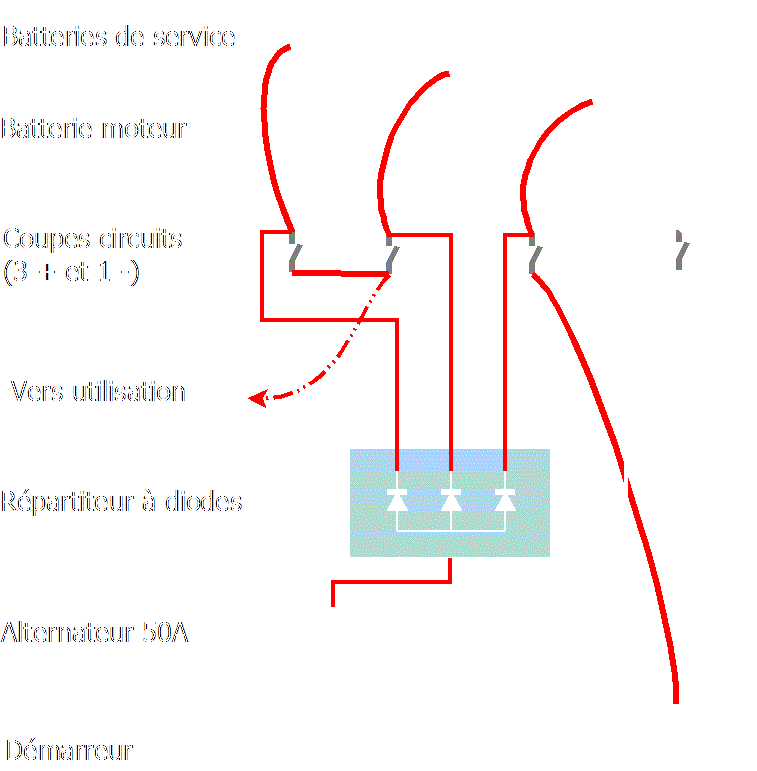 Batteries de service
Batterie moteur
Coupes circuits
(3 + et 1 -)
Vers utilisation
Répartiteur à diodes
Alternateur 50A
Démarreur